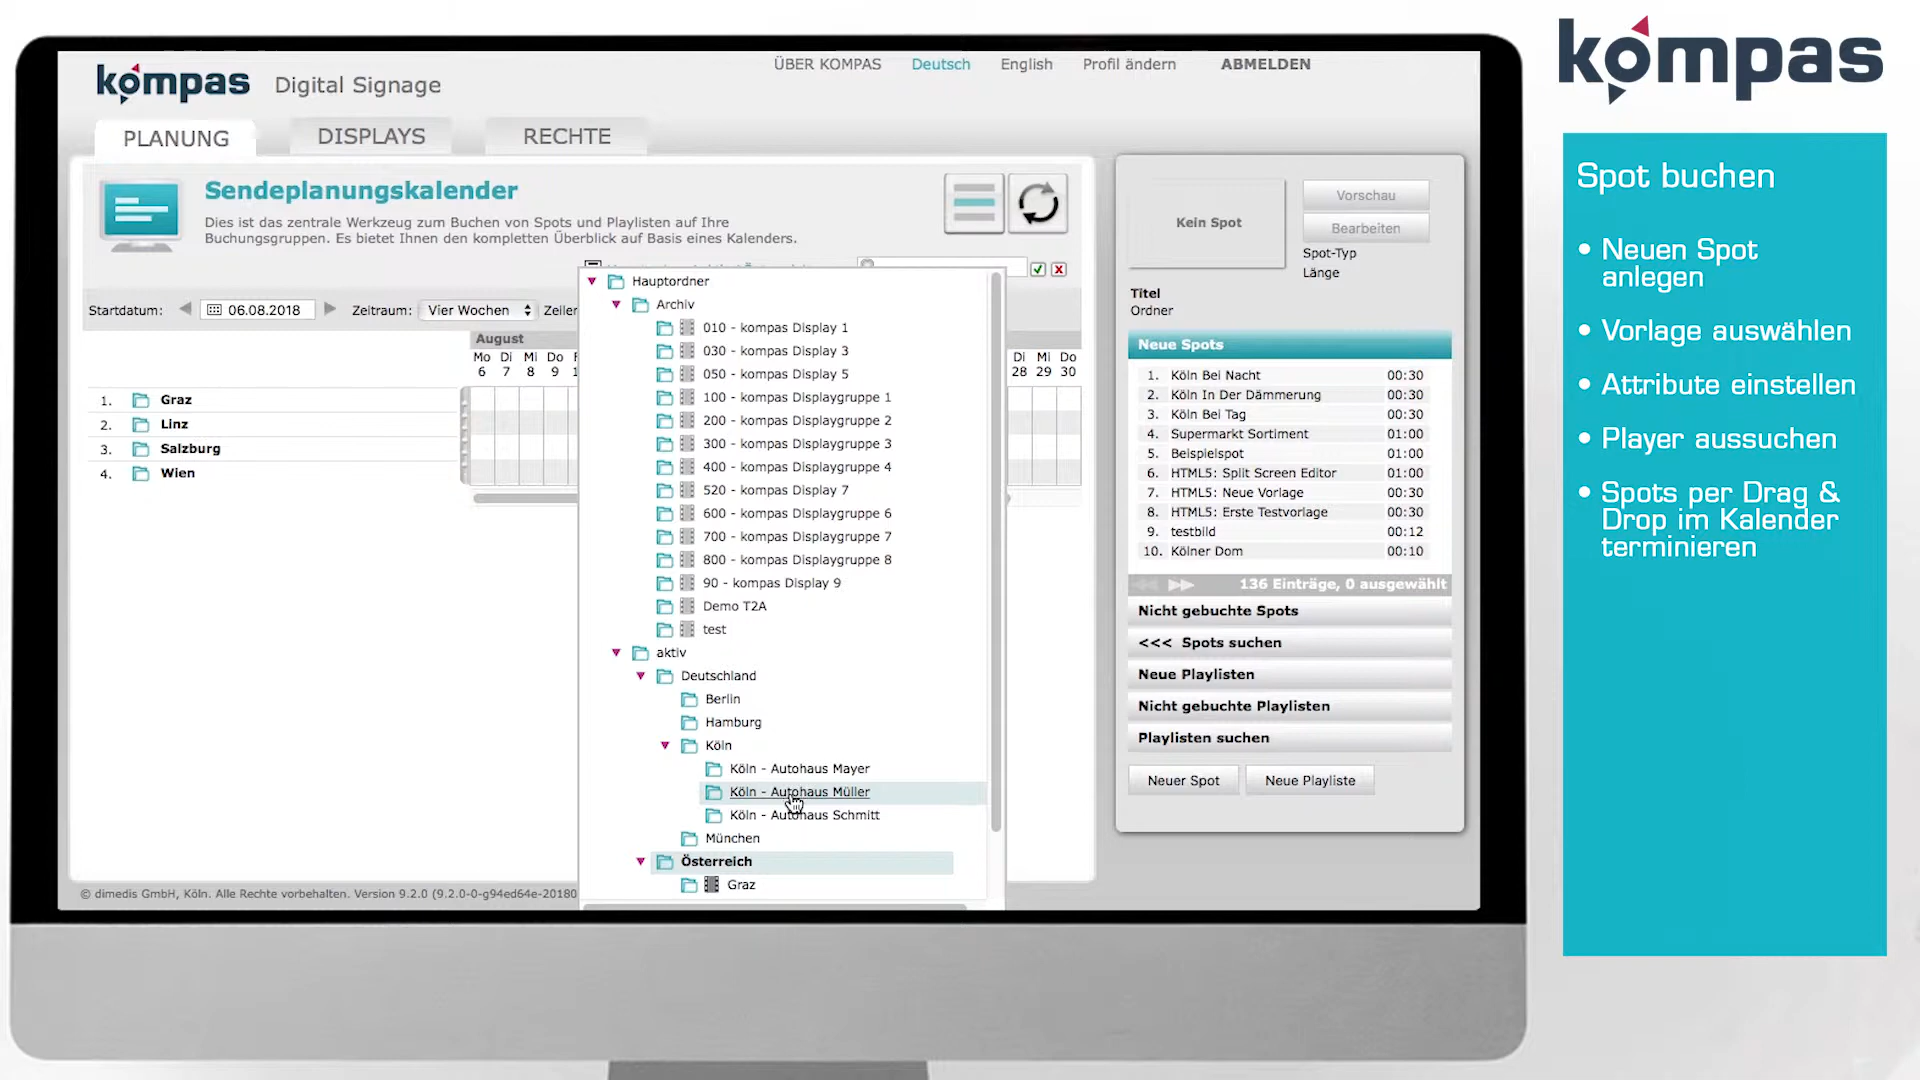 kompas
Digital Signage
ÜBER KOMPAS
Deutsch
English
Profil ändern
ABMELDEN
PLANUNG
DISPLAYS
RECHTE
Sendeplanungskalender
Dies ist das zentrale Werkzeug zum Buchen von Spots und Playlisten auf Ihre
Buchungsgruppen. Es bietet Ihnen den kompletten Überblick auf Basis eines Kalenders.
Startdatum:
06.08.2018
Zeitraum:
Vier Wochen
August
Mo Di Mi Do
6 7 8 9
Di Mi Do
28 29 30
1. Graz
2. Linz
3. Salzburg
4. Wien
Hauptordner
Archiv
010 - kompas Display 1
030 - kompas Display 3
050 - kompas Display 5
100 - kompas Displaygruppe 1
200 - kompas Displaygruppe 2
300 - kompas Displaygruppe 3
400 - kompas Displaygruppe 4
520 - kompas Display 7
600 - kompas Displaygruppe 6
700 - kompas Displaygruppe 7
800 - kompas Displaygruppe 8
90 - kompas Display 9
Demo T2A
test
aktiv
Deutschland
Berlin
Hamburg
Köln
Köln - Autohaus Mayer
Köln - Autohaus Müller
Köln - Autohaus Schmitt
München
Österreich
Graz
© dimedis GmbH, Köln. Alle Rechte vorbehalten. Version 9.2.0 (9.2.0-0-g94ed64e-20180
Kein Spot
Vorschau
Bearbeiten
Spot-Typ
Länge
Titel
Ordner
Neue Spots
1. Köln Bei Nacht 00:30
2. Köln In Der Dämmerung 00:30
3. Köln Bei Tag 00:30
4. Supermarkt Sortiment 01:00
5. Beispielspot 01:00
6. HTML5: Split Screen Editor 01:00
7. HTML5: Neue Vorlage 00:30
8. HTML5: Erste Testvorlage 00:30
9. testbild 00:12
10. Kölner Dom 00:10
136 Einträge, 0 ausgewählt
Nicht gebuchte Spots
<<< Spots suchen
Neue Playlisten
Nicht gebuchte Playlisten
Playlisten suchen
Neuer Spot
Neue Playliste
kompas
Spot buchen
• Neuen Spot
anlegen
• Vorlage auswählen
• Attribute einstellen
• Player aussuchen
• Spots per Drag &
Drop im Kalender
terminieren